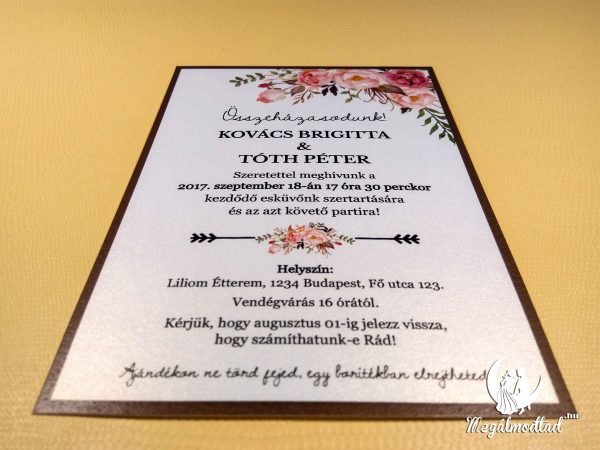 Összeházasodunk!
KOVÁCS BRIGITTA
&
TÓTH PÉTER
Szeretettel meghívunk a
2017. szeptember 18-án 17 óra 30 perckor
kezdődő esküvőnk szertartására
és az azt követő partira!
Helyszín:
Liliom Étterem, 1234 Budapest, Fő utca 123.
Vendégvárás 16 órától.
Kérjük, hogy augusztus 01-ig jelezz vissza,
hogy számíthatunk-e Rád!
Ajándékon ne törd fejed, egy borítékban elrejtheted
Megálmodtad.hu